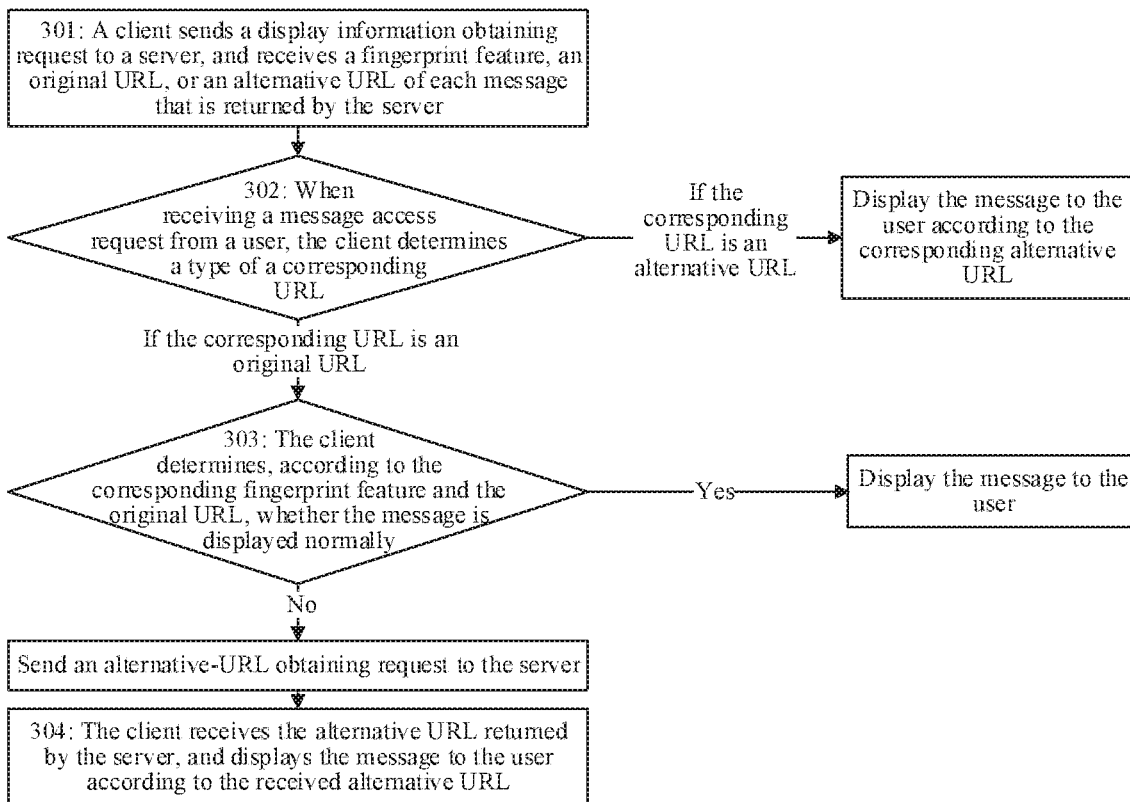 301: A client sends a display information obtaining
request to a server, and receives a fingerprint feature, an
original URL, or an alternative URL of each message
that is returned by the server
302: When
receiving a message access
request from a user, the client determines
a type of a corresponding
URL
If the
corresponding
URL is an
alternative URL
Display the message to the
user according to the
corresponding alternative
URL
If the corresponding URL is an
original URL
303: The client
determines, according to the
corresponding fingerprint feature and the
original URL, whether the message is
displayed normally
Yes
Display the message to the
user
No
Send an alternative-URL obtaining request to the server
304: The client receives the alternative URL returned
by the server, and displays the message to the user
according to the received alternative URL